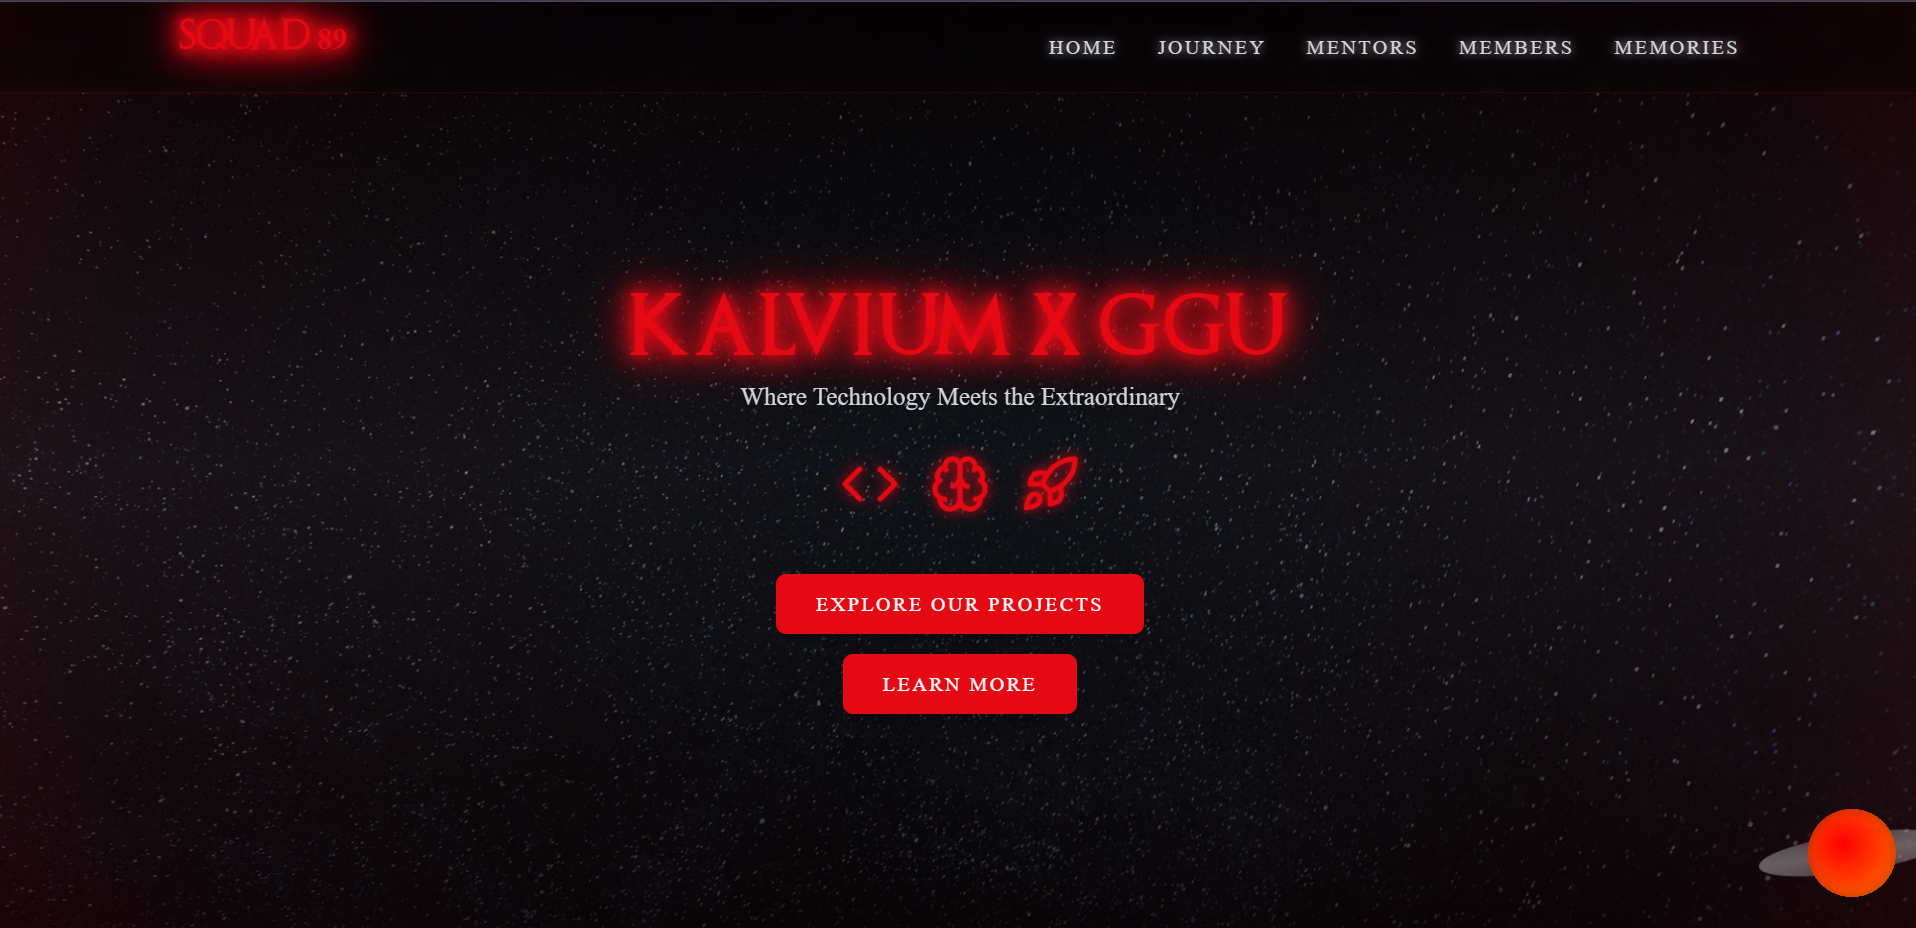 SQUAD 89
HOME JOURNEY MENTORS MEMBERS MEMORIES
KALVIUM X GGU
Where Technology Meets the Extraordinary
EXPLORE OUR PROJECTS
LEARN MORE